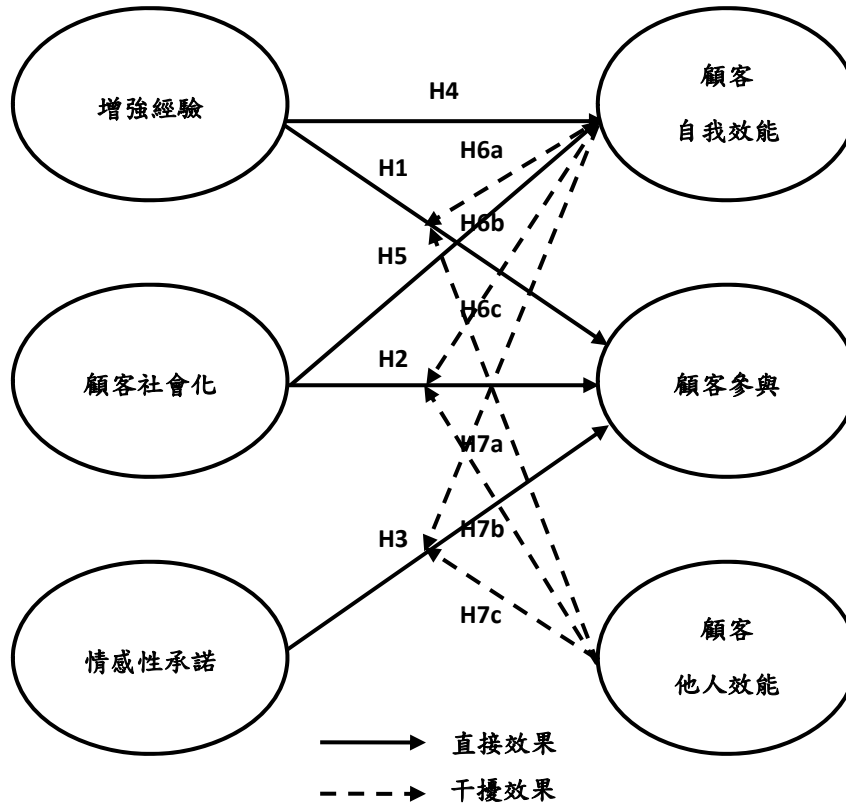 H4
顧客
增強經驗
自我效能
H1
H6a
H6b
H5
H6c
H2
顧客社會化
顧客參與
H7a
H3
H7b
H7c
顧客
情感性承諾
他人效能
直接效果
干擾效果